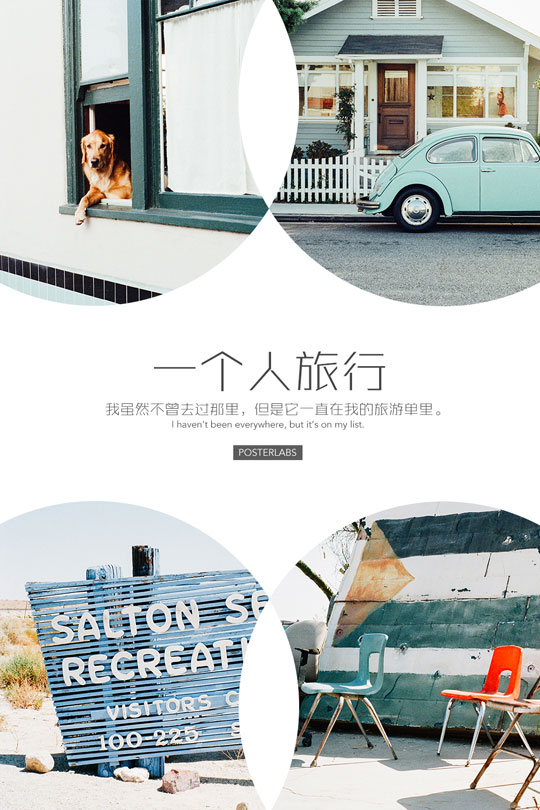 一个人旅行
我虽然不曾去过那里，但是它一直在我的旅游单里。
I haven't been everywhere, but it's on my list.
POSTERLABS
SALTON SE
RECREATI
VISITORS C
100-225 S